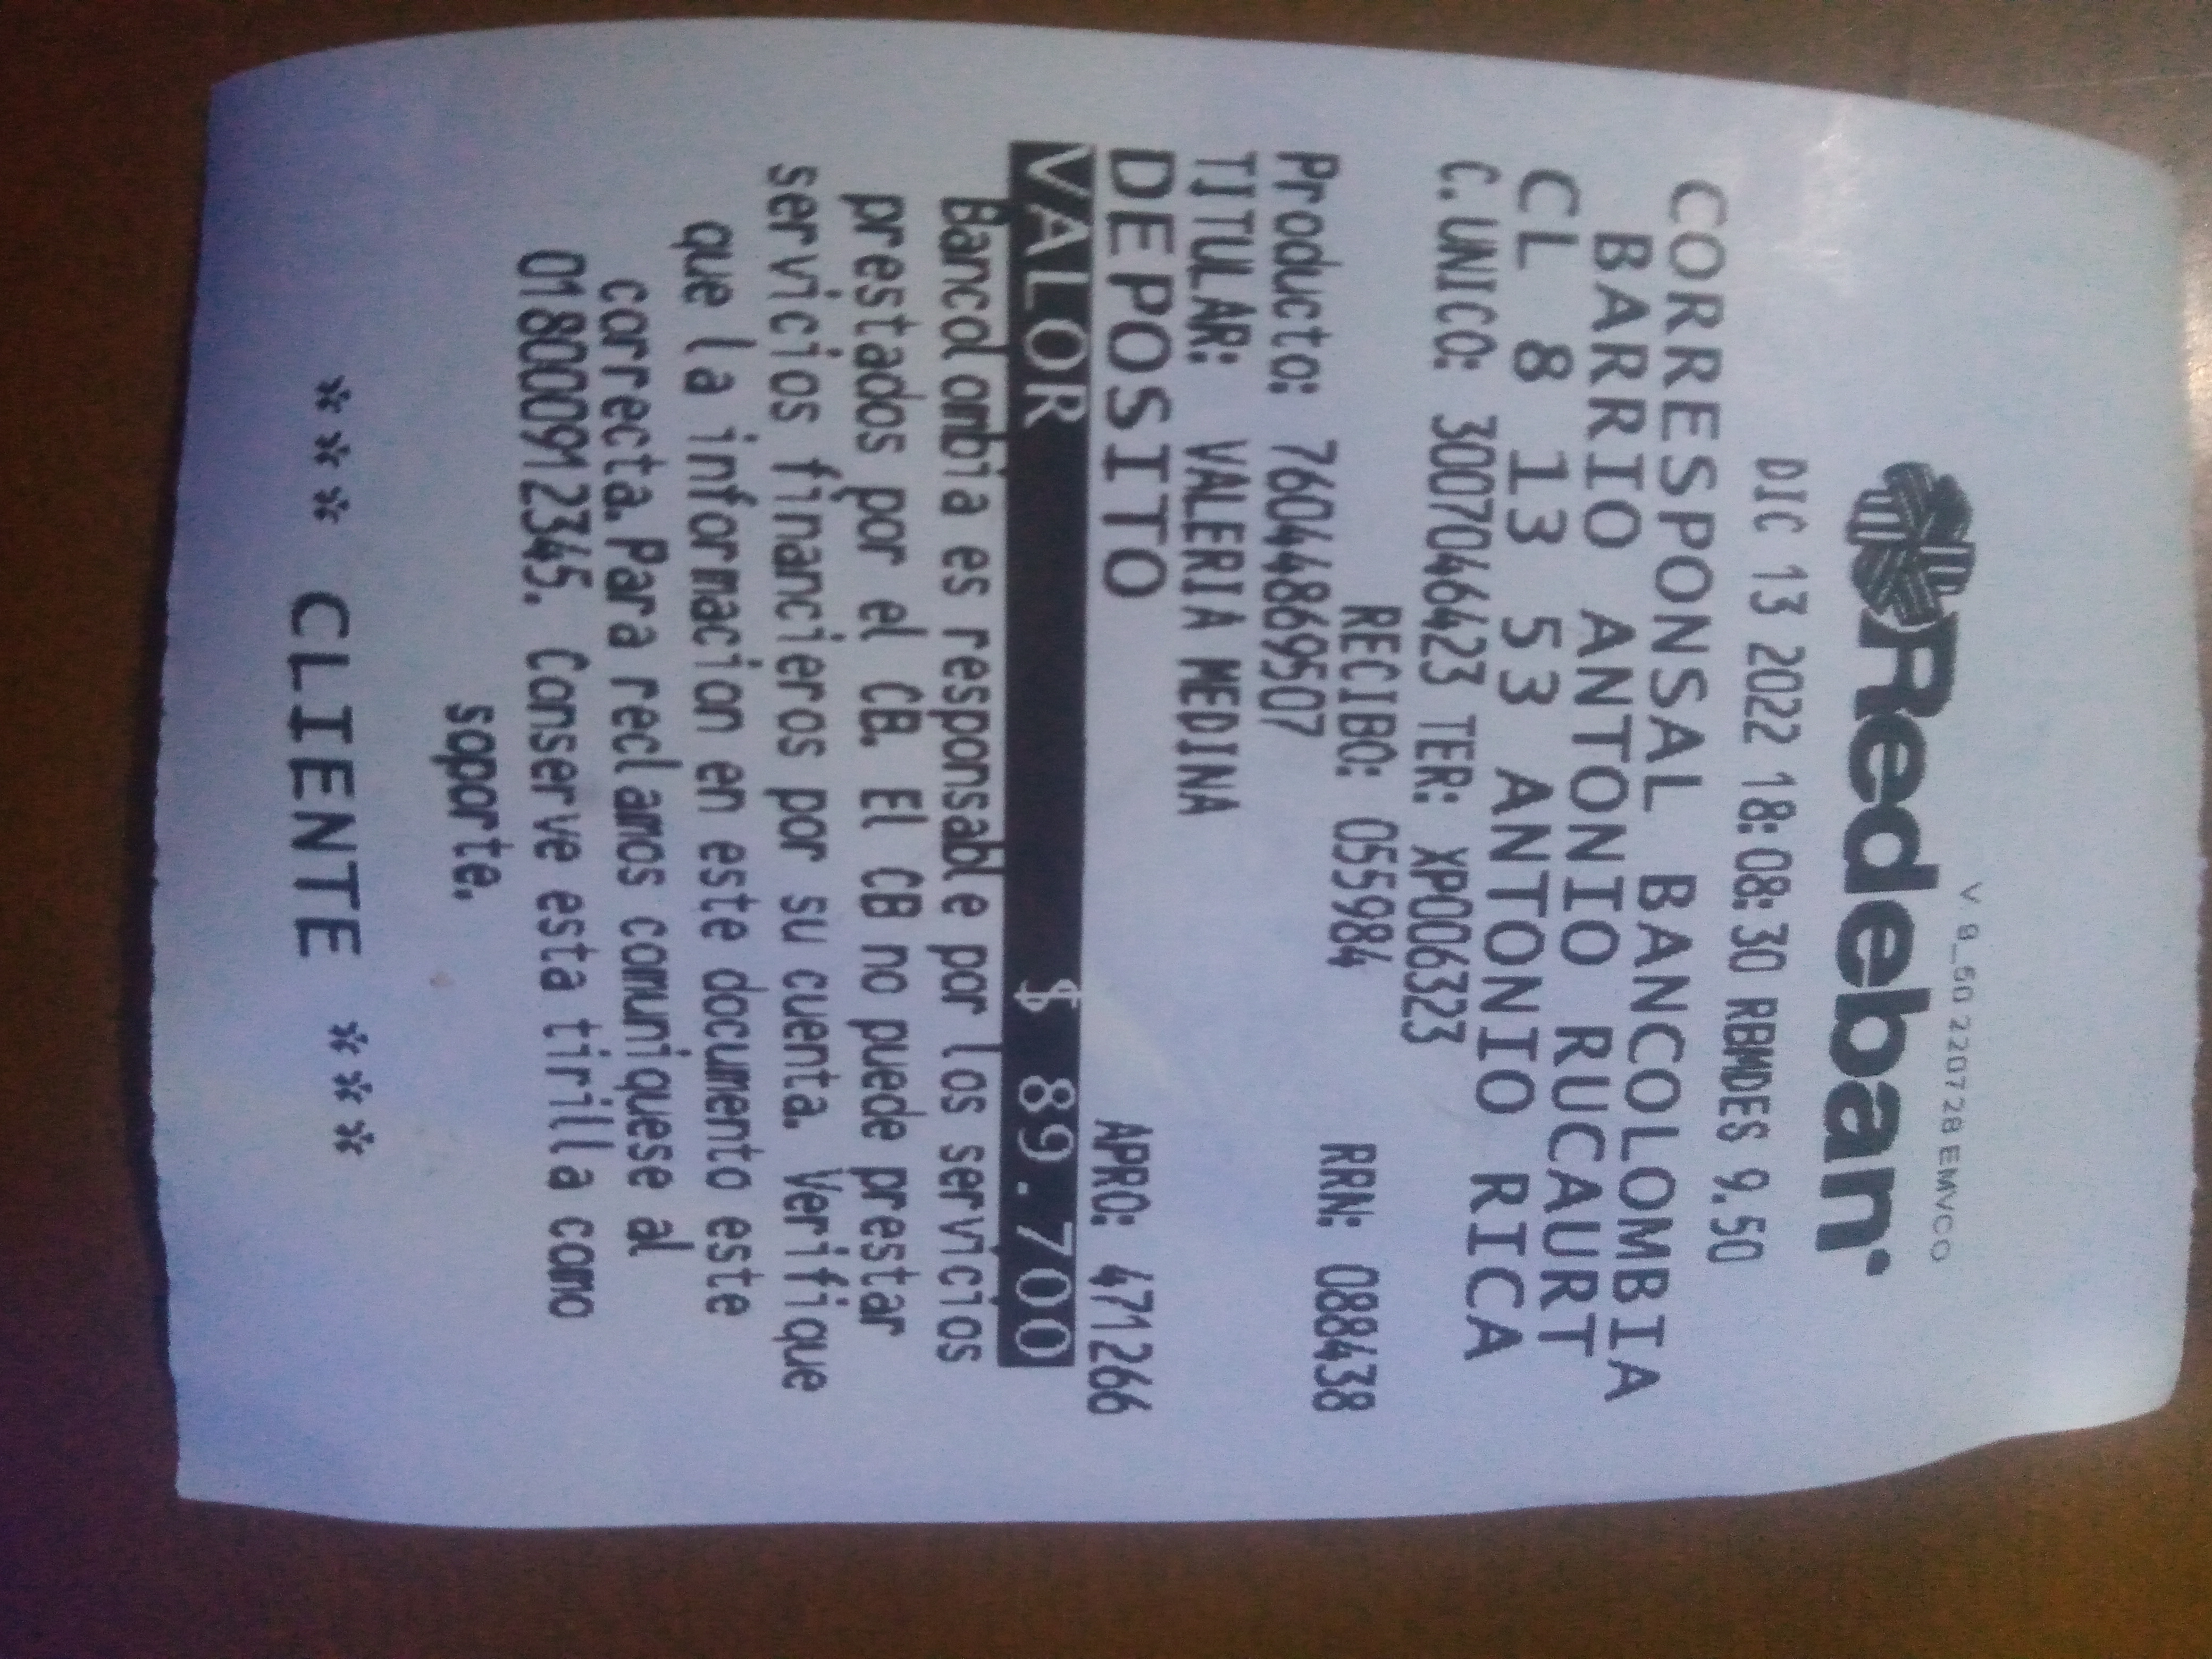 V 8_50 220728 EMVCO
Redeban
DIC 13 2022 18:08:30 RBMDES 9.50
CORRESPONSAL BANCOLOMBIA
BARRIO ANTONIO RUCAURT
CL 8 13 53 ANTONIO RICA
C.UNICO: 3007046423 TER: XP006323
RECIBO: 055984 RRN: 088438
Producto: 76044869507
TITULAR: VALERIA MEDINA
DEPOSITO APRO: 471266
VALOR $ 89.700
Bancolombia es responsable por los servicios
prestados por el CB. El CB no puede prestar
servicios financieros por su cuenta. Verifique
que la informacion en este documento este
correcta.Para reclamos comuniquese al
018000912345. Conserve esta tirilla como
soporte.
*** CLIENTE ***